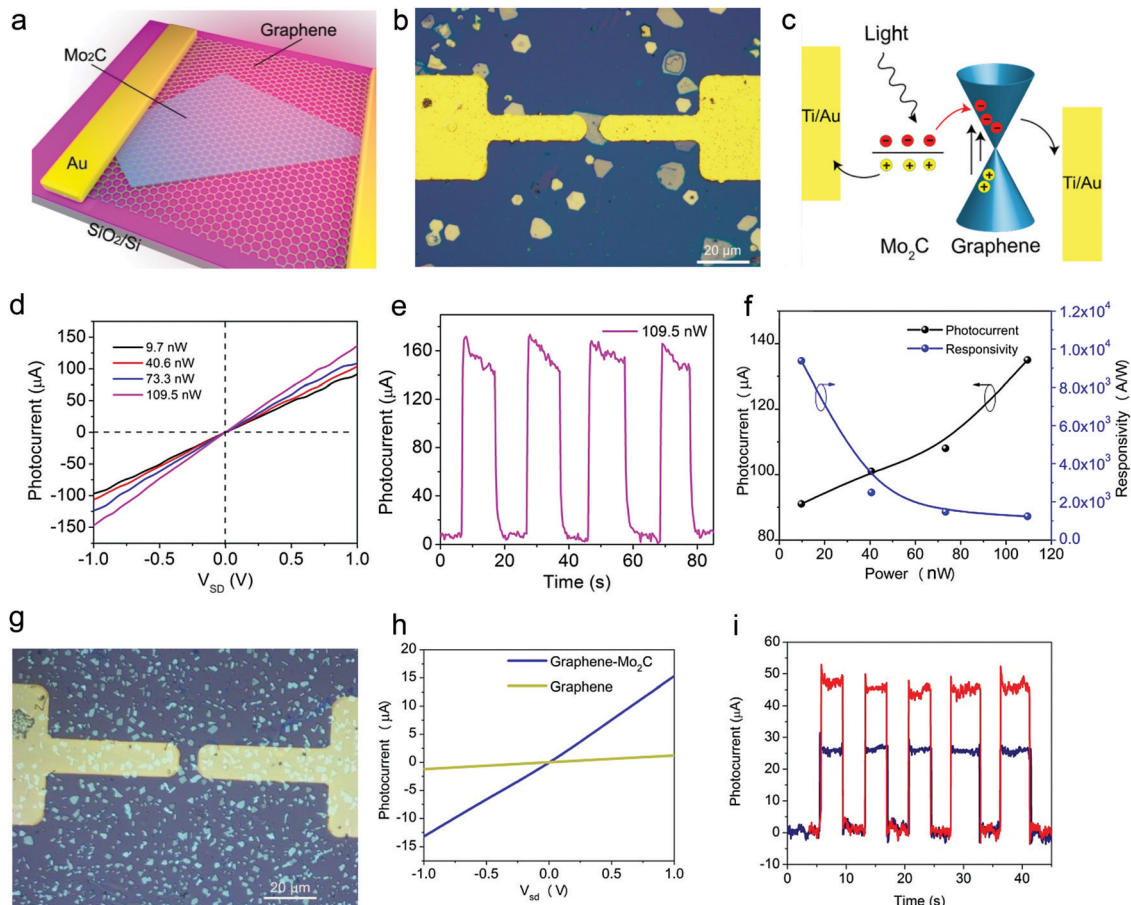 a
Graphene
Mo₂C
Au
SiO₂/Si
b
20 μm
c
Light
Ti/Au
Ti/Au
Mo₂C Graphene
d
Photocurrent (μA)
150
100
50
0
-50
-100
-150
9.7 nW
40.6 nW
73.3 nW
109.5 nW
-1.0 -0.5 0.0 0.5 1.0
V_SD (V)
e
Photocurrent (μA)
160
120
80
40
0
109.5 nW
0 20 40 60 80
Time (s)
f
Photocurrent (μA)
140
120
100
80
Photocurrent
Responsivity
1.2x10⁴
1.0x10⁴
8.0x10³
6.0x10³
4.0x10³
2.0x10³
0.0
Responsivity (A/W)
0 20 40 60 80 100 120
Power (nW)
g
20 μm
h
Photocurrent (μA)
20
15
10
5
0
-5
-10
-15
Graphene-Mo₂C
Graphene
-1.0 -0.5 0.0 0.5 1.0
V_sd (V)
i
Photocurrent (μA)
60
50
40
30
20
10
0
-10
0 10 20 30 40
Time (s)